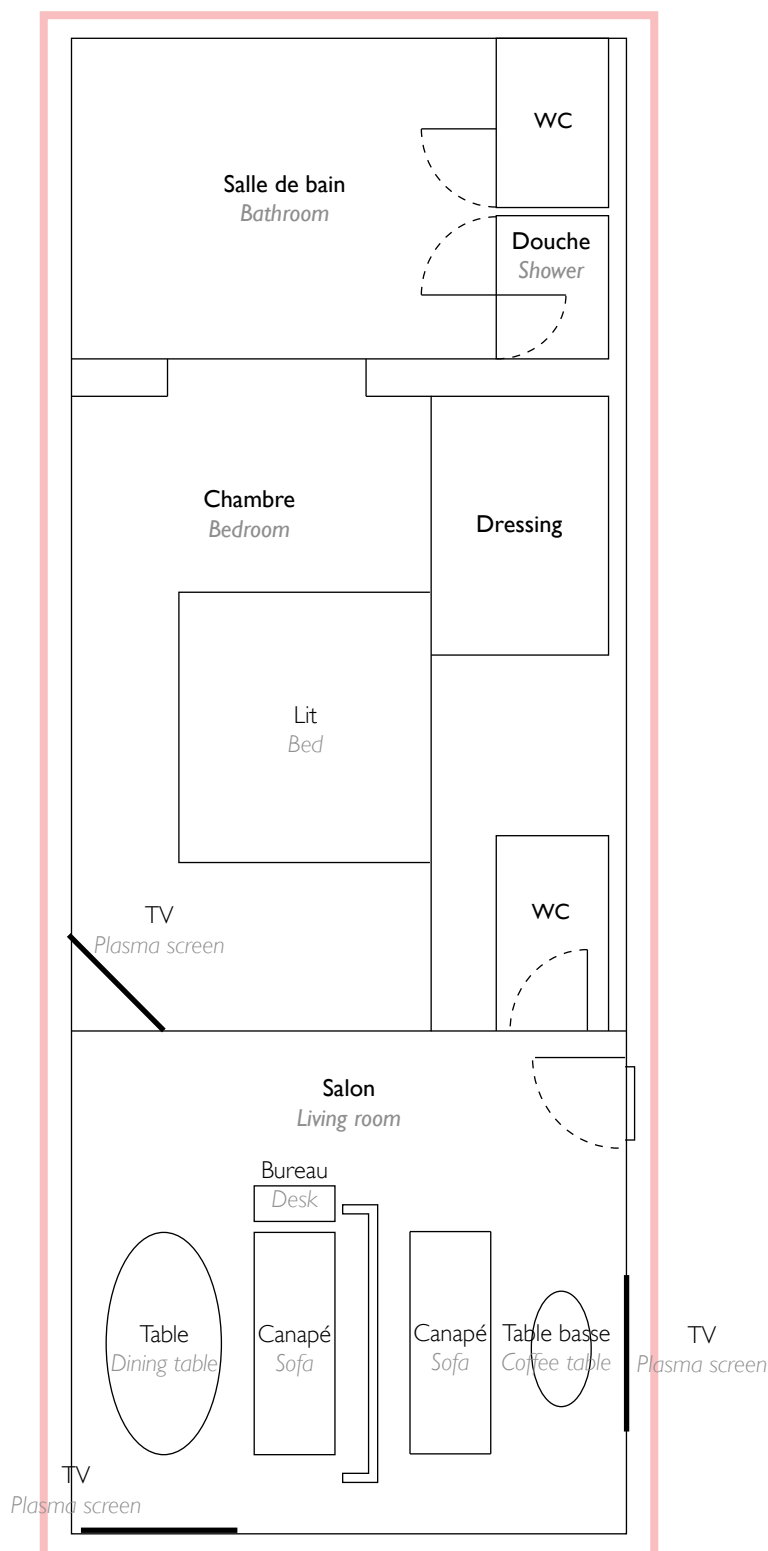 WC
Salle de bain
Bathroom
Douche
Shower
Chambre
Bedroom
Dressing
Lit
Bed
WC
TV
Plasma screen
Salon
Living room
Bureau
Desk
Table
Dining table
Canapé
Sofa
Canapé
Sofa
Table basse
Coffee table
TV
Plasma screen
TV
Plasma screen